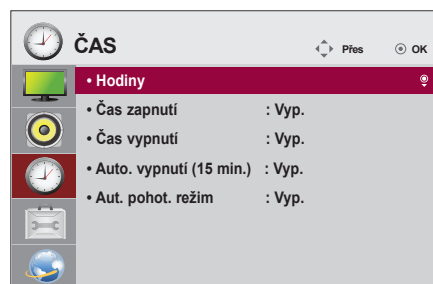 ČAS Přes OK
• Hodiny
• Čas zapnutí : Vyp.
• Čas vypnutí : Vyp.
• Auto. vypnutí (15 min.) : Vyp.
• Aut. pohot. režim : Vyp.